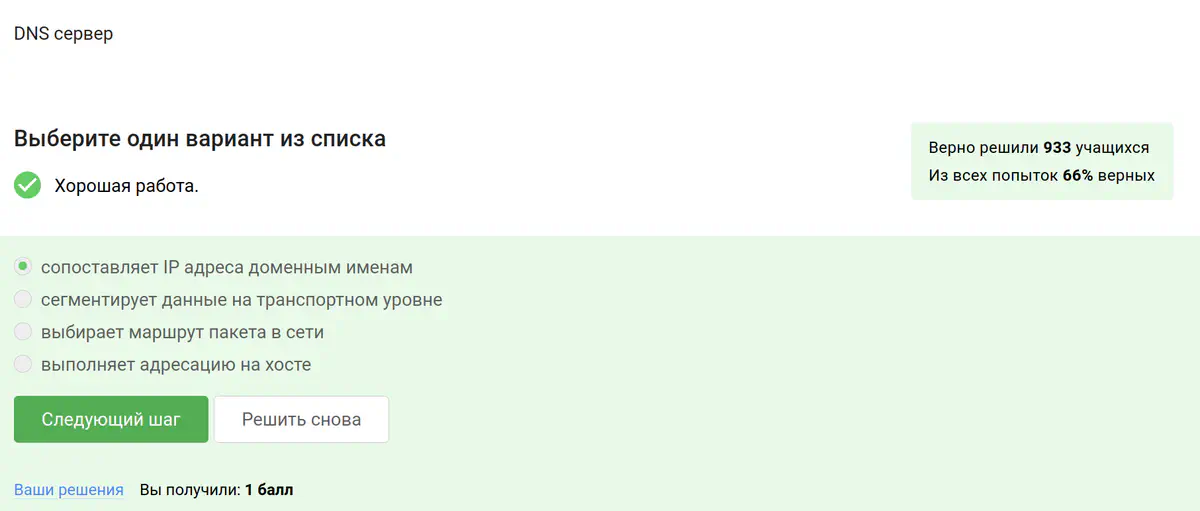 DNS сервер
Выберите один вариант из списка
Хорошая работа.
Верно решили 933 учащихся
Из всех попыток 66% верных
сопоставляет IP адреса доменным именам
сегментирует данные на транспортном уровне
выбирает маршрут пакета в сети
выполняет адресацию на хосте
Следующий шаг Решить снова
Ваши решения Вы получили: 1 балл